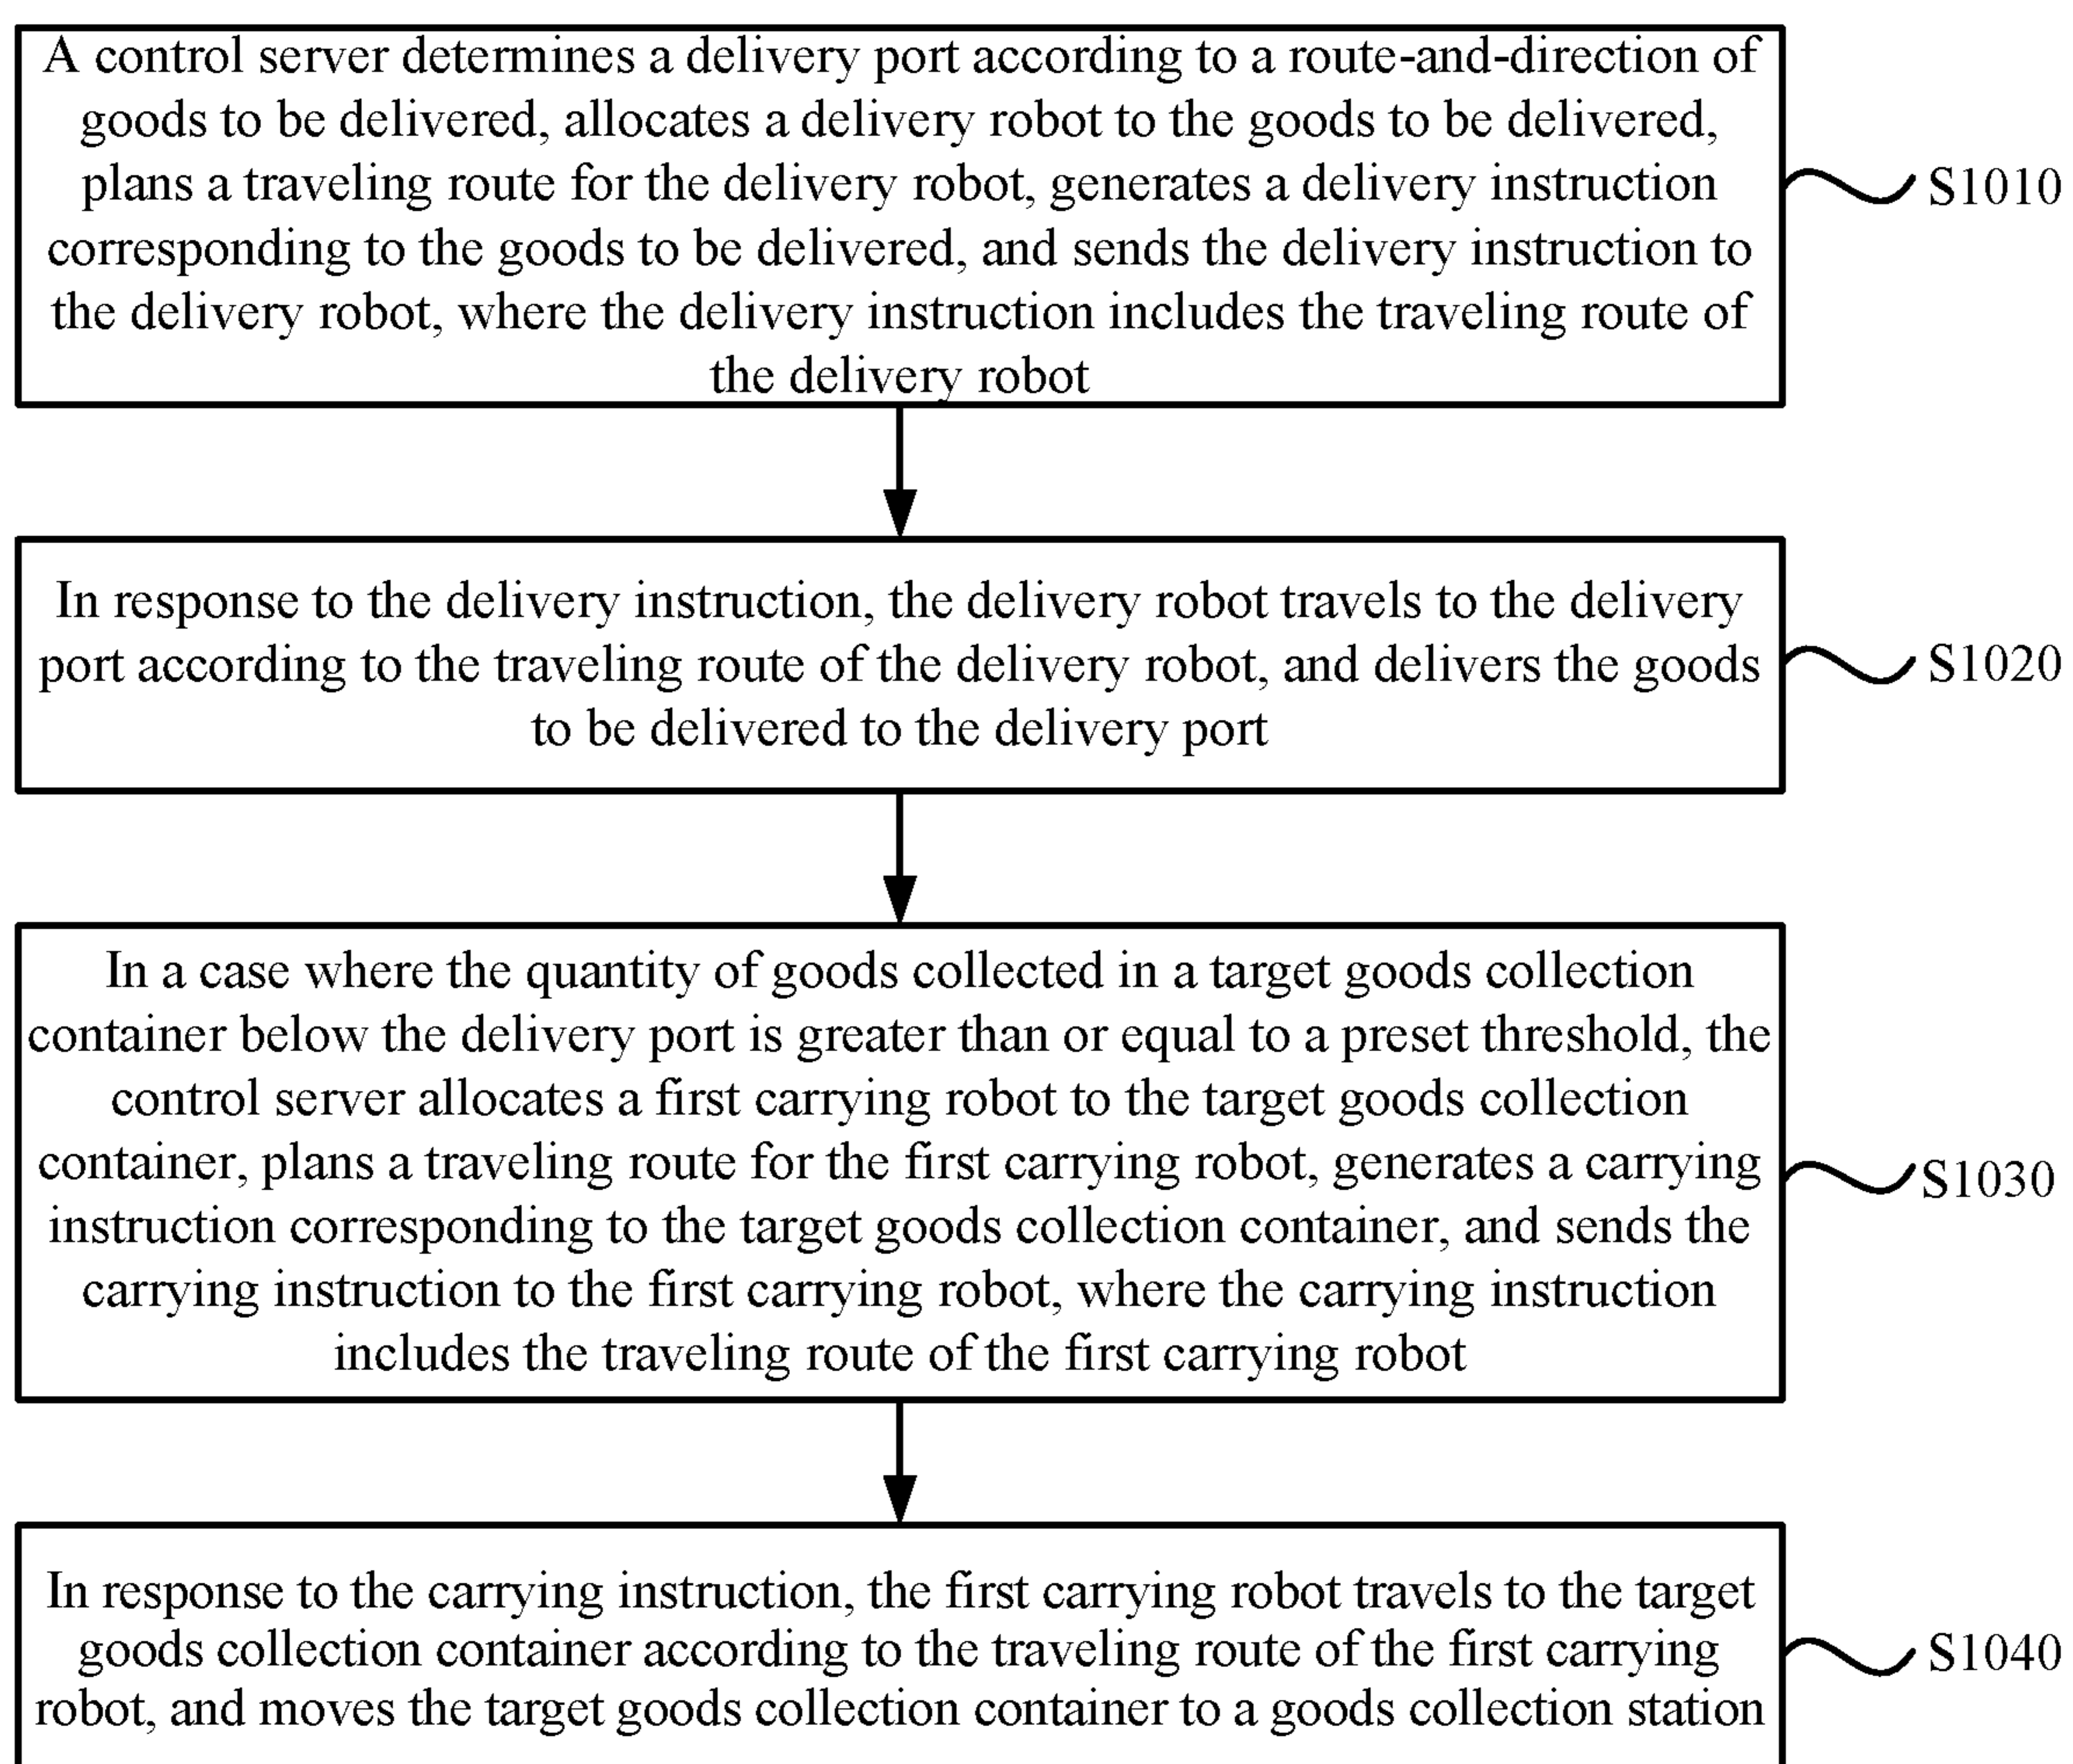 A control server determines a delivery port according to a route-and-direction of
goods to be delivered, allocates a delivery robot to the goods to be delivered,
plans a traveling route for the delivery robot, generates a delivery instruction
corresponding to the goods to be delivered, and sends the delivery instruction to
the delivery robot, where the delivery instruction includes the traveling route of
the delivery robot
S1010
In response to the delivery instruction, the delivery robot travels to the delivery
port according to the traveling route of the delivery robot, and delivers the goods
to be delivered to the delivery port
S1020
In a case where the quantity of goods collected in a target goods collection
container below the delivery port is greater than or equal to a preset threshold, the
control server allocates a first carrying robot to the target goods collection
container, plans a traveling route for the first carrying robot, generates a carrying
instruction corresponding to the target goods collection container, and sends the
carrying instruction to the first carrying robot, where the carrying instruction
includes the traveling route of the first carrying robot
S1030
In response to the carrying instruction, the first carrying robot travels to the target
goods collection container according to the traveling route of the first carrying
robot, and moves the target goods collection container to a goods collection station
S1040